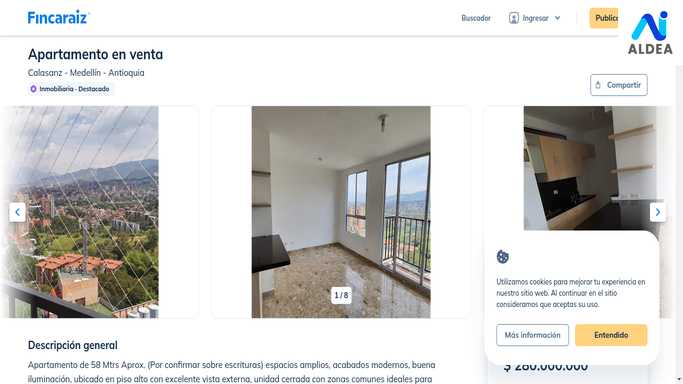 Fincaraiz
Buscador
Ingresar
Public
ALDEA
Apartamento en venta
Calasanz - Medellín - Antioquia
Inmobiliaria - Destacado
Compartir
1 / 8
Utilizamos cookies para mejorar tu experiencia en
nuestro sitio web. Al continuar en el sitio
consideramos que aceptas su uso.
Más información
Entendido
$ 280.000.000
Descripción general
Apartamento de 58 Mtrs Aprox. (Por confirmar sobre escrituras) espacios amplios, acabados modernos, buena
iluminación, ubicado en piso alto con excelente vista externa, unidad cerrada con zonas comunes ideales para